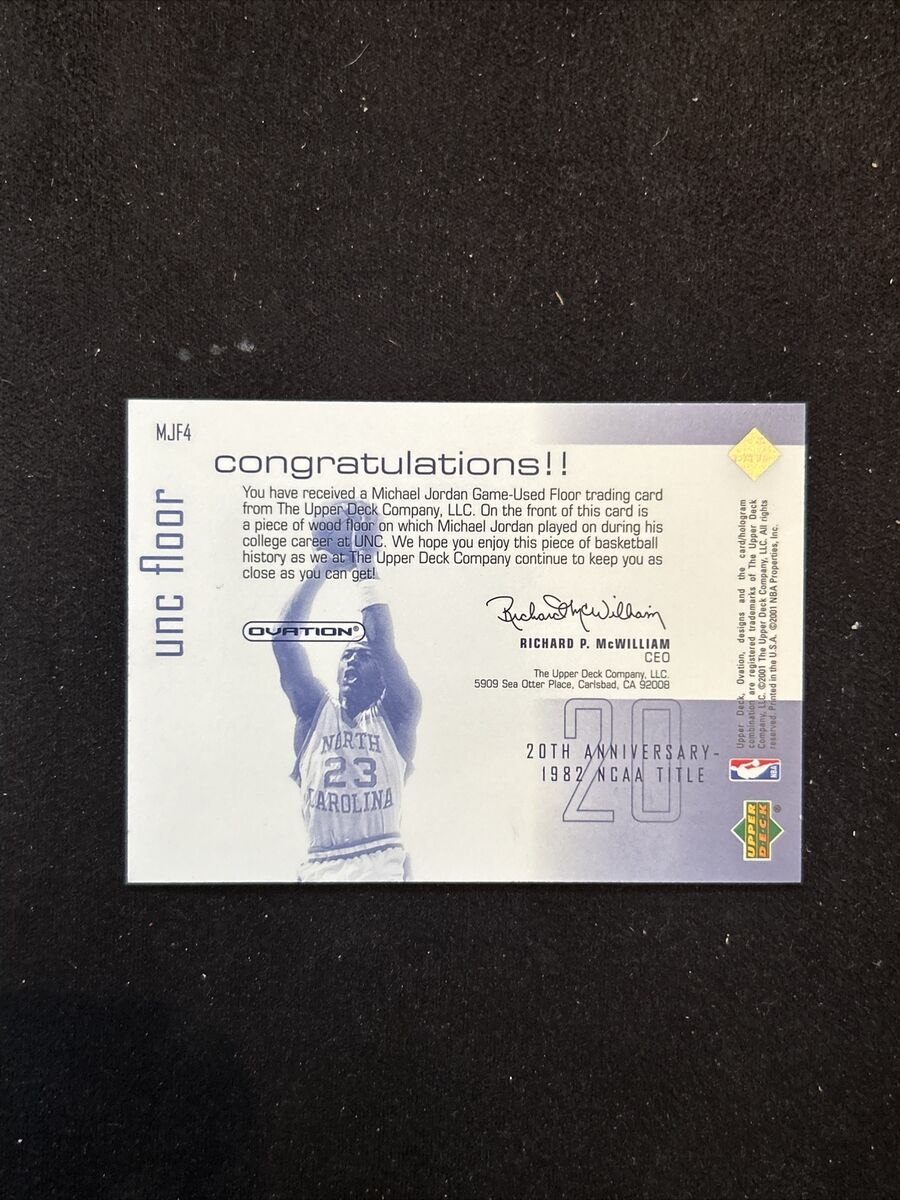 MJF4
congratulations!!
You have received a Michael Jordan Game-Used Floor trading card
from The Upper Deck Company, LLC. On the front of this card is
a piece of wood floor on which Michael Jordan played on during his
college career at UNC. We hope you enjoy this piece of basketball
history as we at The Upper Deck Company continue to keep you as
close as you can get!
unc floor
OVATION®
Richard McWilliam
RICHARD P. McWILLIAM
CEO
The Upper Deck Company, LLC.
5909 Sea Otter Place, Carlsbad, CA 92008
NORTH
23
CAROLINA
20
20TH ANNIVERSARY-
1982 NCAA TITLE
Upper Deck, Ovation, designs and the card/hologram
combination are registered trademarks of The Upper Deck
Company, LLC. ©2001 The Upper Deck Company, LLC. All rights
reserved. Printed in the U.S.A. ©2001 NBA Properties, Inc.
NBA
UPPER
DECK
®